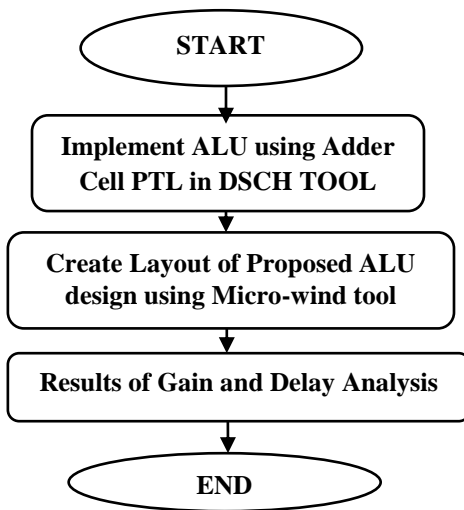 START
Implement ALU using Adder
Cell PTL in DSCH TOOL
Create Layout of Proposed ALU
design using Micro-wind tool
Results of Gain and Delay Analysis
END